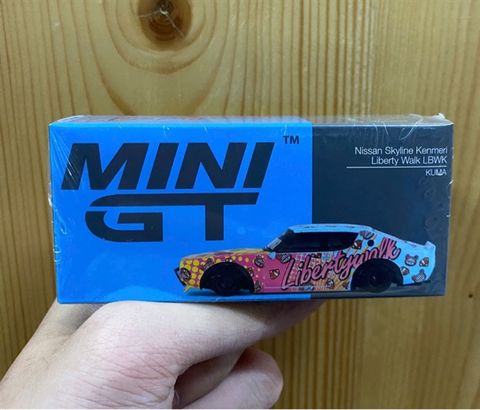 MINI
GT
TM
Nissan Skyline Kenmeri
Liberty Walk LBWK
KUMA
Libertywalk